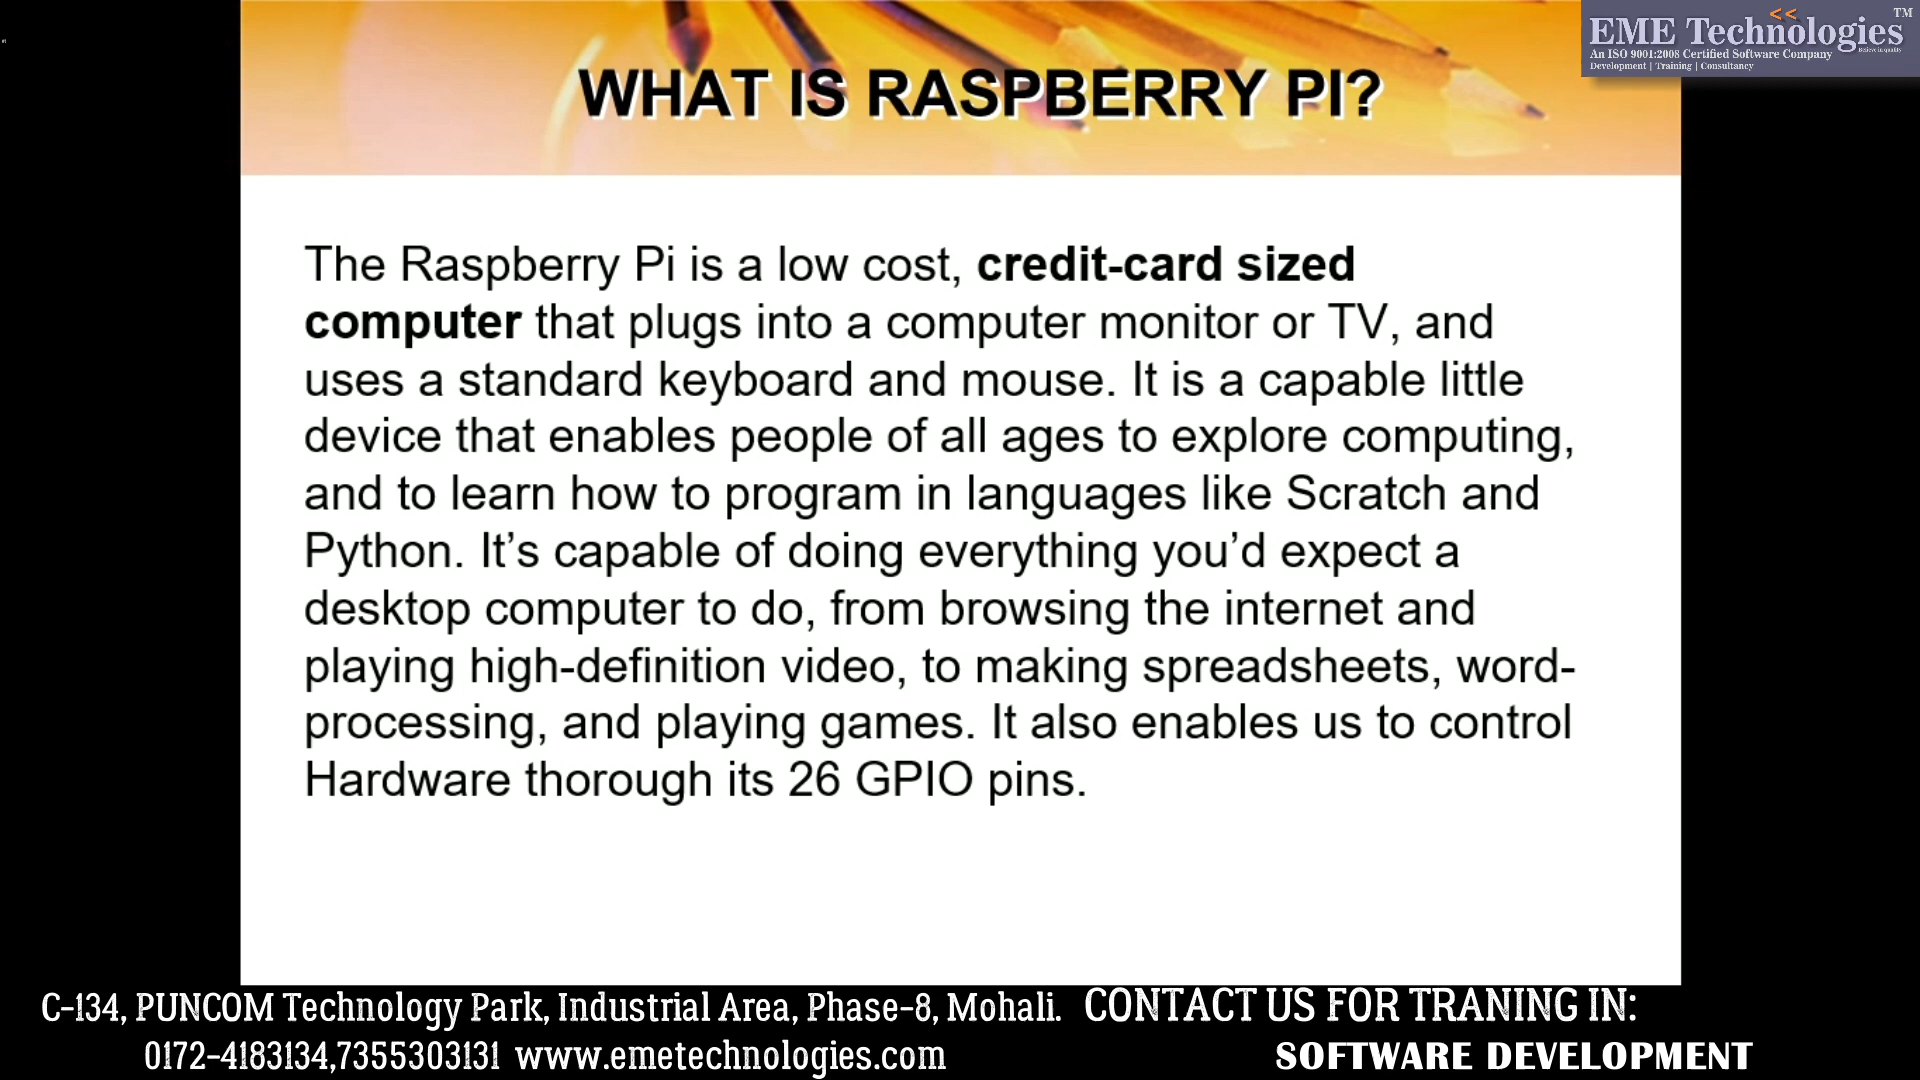 EME Technologies TM
An ISO 9001:2008 Certified Software Company
Believe in quality
Development | Training | Consultancy
WHAT IS RASPBERRY PI?
The Raspberry Pi is a low cost, credit-card sized
computer that plugs into a computer monitor or TV, and
uses a standard keyboard and mouse. It is a capable little
device that enables people of all ages to explore computing,
and to learn how to program in languages like Scratch and
Python. It’s capable of doing everything you’d expect a
desktop computer to do, from browsing the internet and
playing high-definition video, to making spreadsheets, word-
processing, and playing games. It also enables us to control
Hardware thorough its 26 GPIO pins.
C-134, PUNCOM Technology Park, Industrial Area, Phase-8, Mohali.
0172-4183134,7355303131 www.emetechnologies.com
CONTACT US FOR TRANING IN:
SOFTWARE DEVELOPMENT